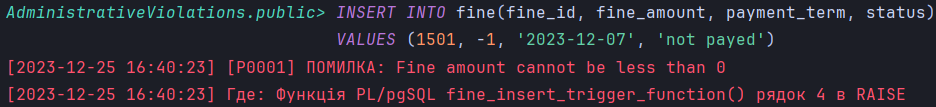 AdministrativeViolations.public> INSERT INTO fine(fine_id, fine_amount, payment_term, status)
VALUES (1501, -1, '2023-12-07', 'not payed')
[2023-12-25 16:40:23] [P0001] ПОМИЛКА: Fine amount cannot be less than 0
[2023-12-25 16:40:23] Где: Функція PL/pgSQL fine_insert_trigger_function() рядок 4 в RAISE